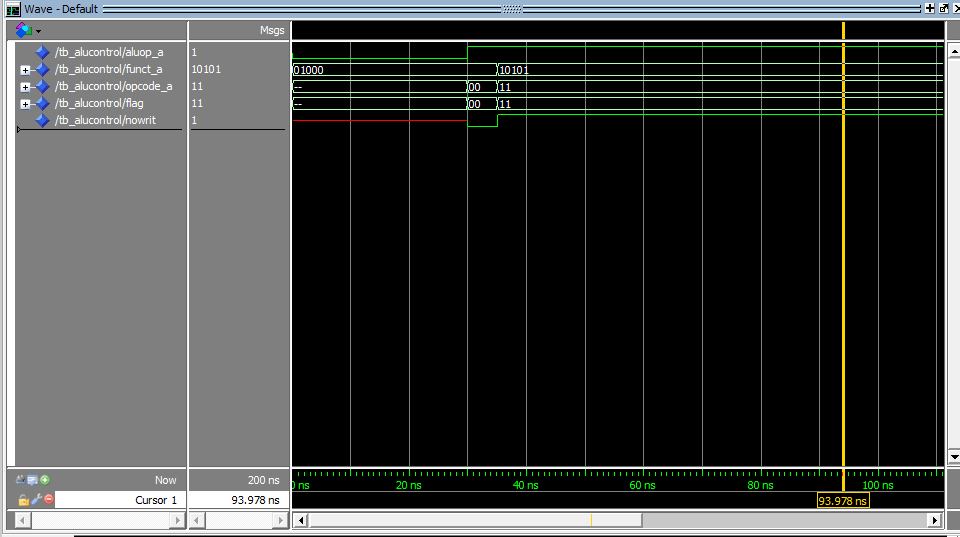 Wave - Default
Msgs
/tb_alucontrol/aluop_a 1
/tb_alucontrol/funct_a 10101 01000 10101
/tb_alucontrol/opcode_a 11 -- 00 11
/tb_alucontrol/flag 11 -- 00 11
/tb_alucontrol/nowrit 1
Now 200 ns 0 ns 20 ns 40 ns 60 ns 80 ns 100 ns
Cursor 1 93.978 ns 93.978 ns